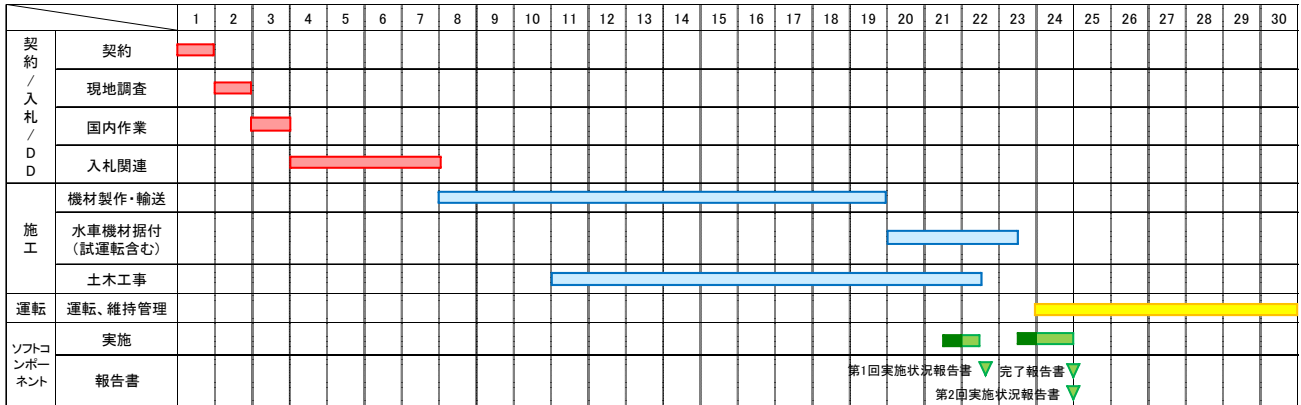 1 2 3 4 5 6 7 8 9 10 11 12 13 14 15 16 17 18 19 20 21 22 23 24 25 26 27 28 29 30
契約/入札/DD
契約
現地調査
国内作業
入札関連
施工
機材製作・輸送
水車機材据付
(試運転含む)
土木工事
運転
運転、維持管理
ソフトコ
ンポー
ネント
実施
報告書
第1回実施状況報告書
完了報告書
第2回実施状況報告書